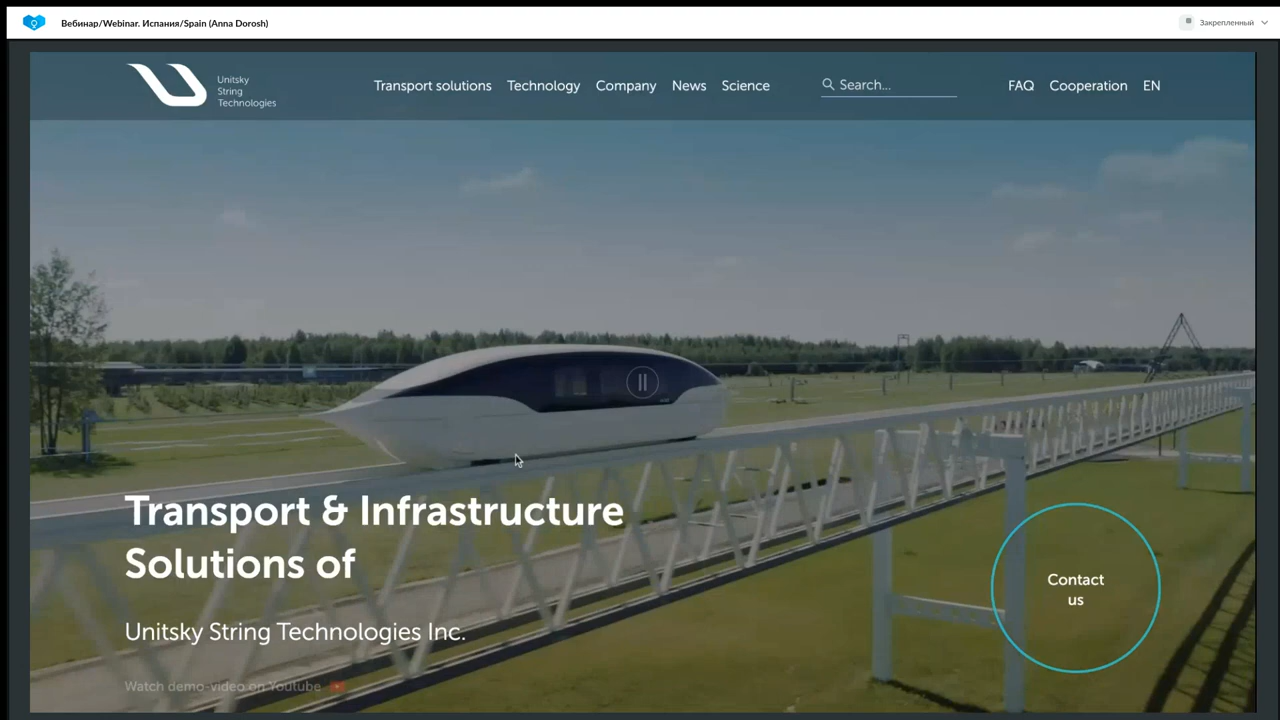 Вебинар/Webinar. Испания/Spain (Anna Dorosh)
Закрепленный
Unitsky
String
Technologies
Transport solutions
Technology
Company
News
Science
Search...
FAQ
Cooperation
EN
Transport & Infrastructure
Solutions of
Unitsky String Technologies Inc.
Contact
us
Watch demo-video on Youtube